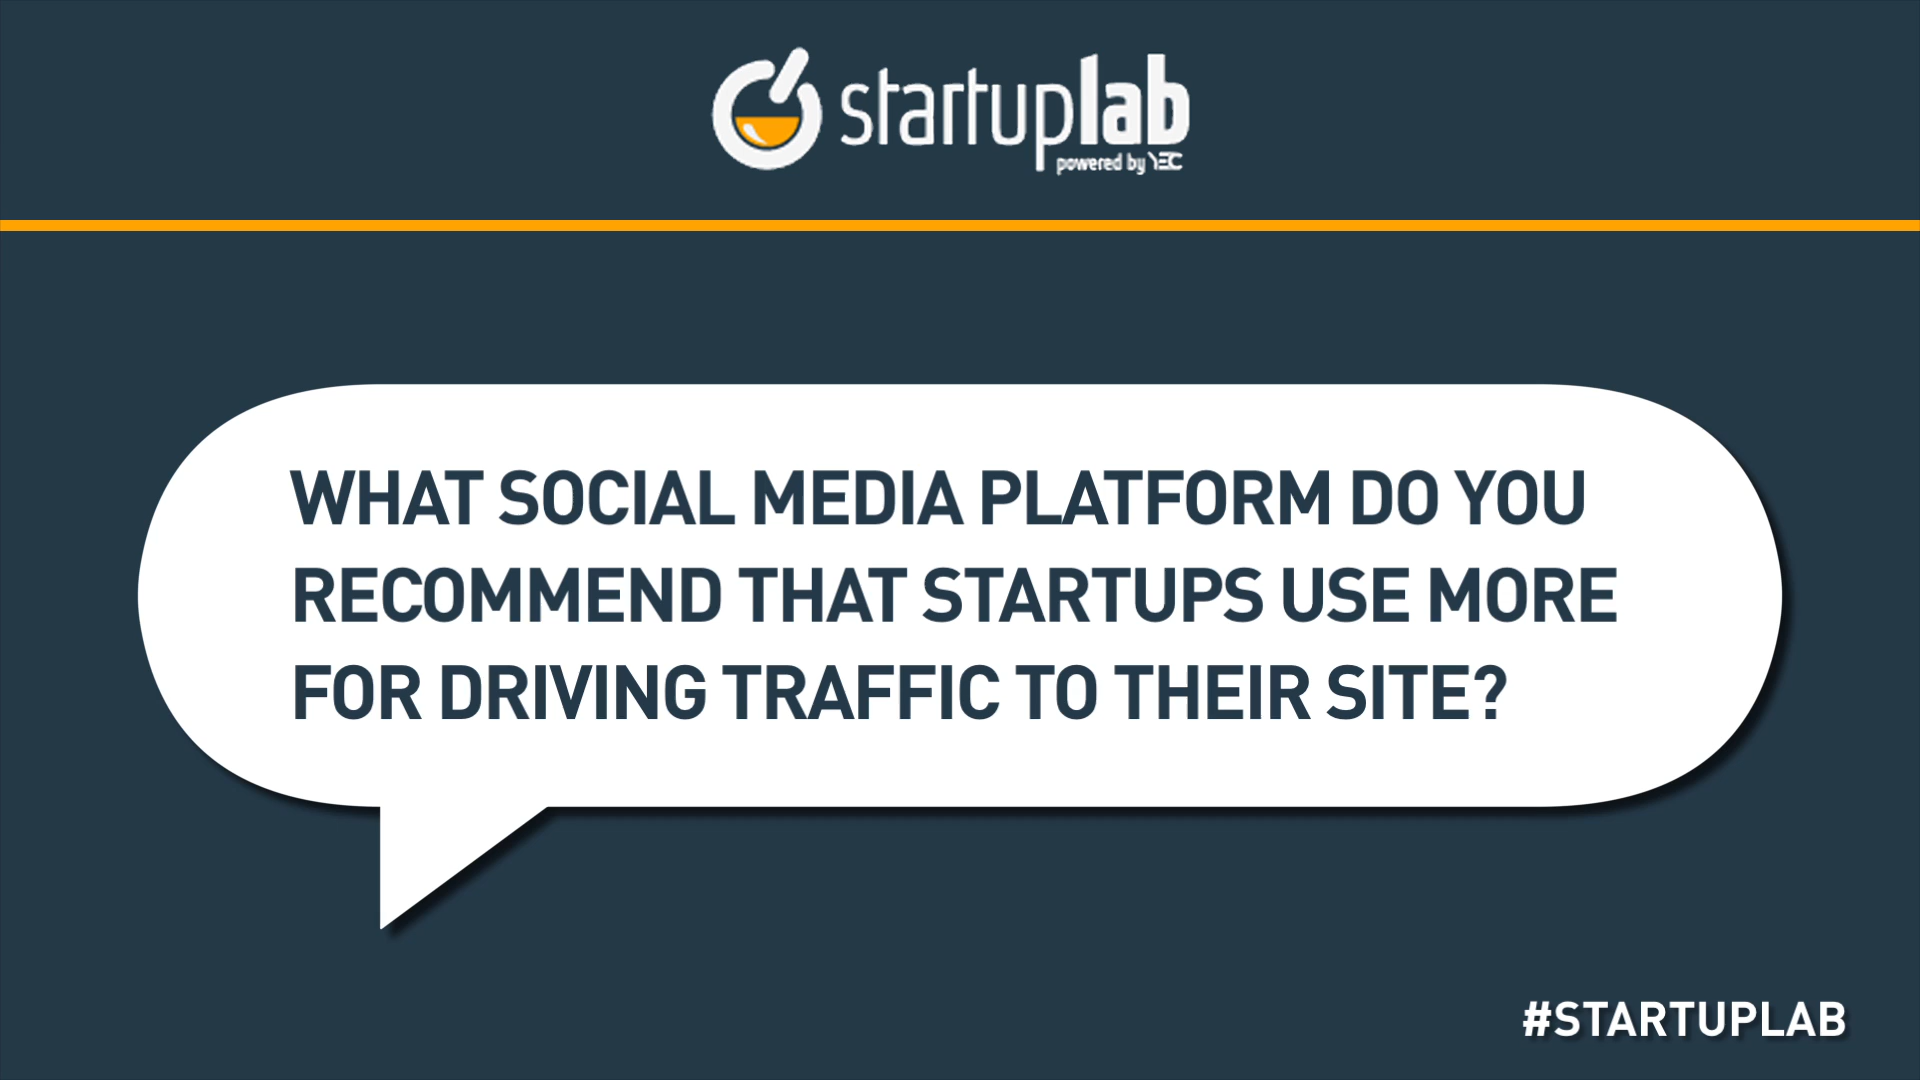 startuplab
powered by YEC
WHAT SOCIAL MEDIA PLATFORM DO YOU
RECOMMEND THAT STARTUPS USE MORE
FOR DRIVING TRAFFIC TO THEIR SITE?
#STARTUPLAB